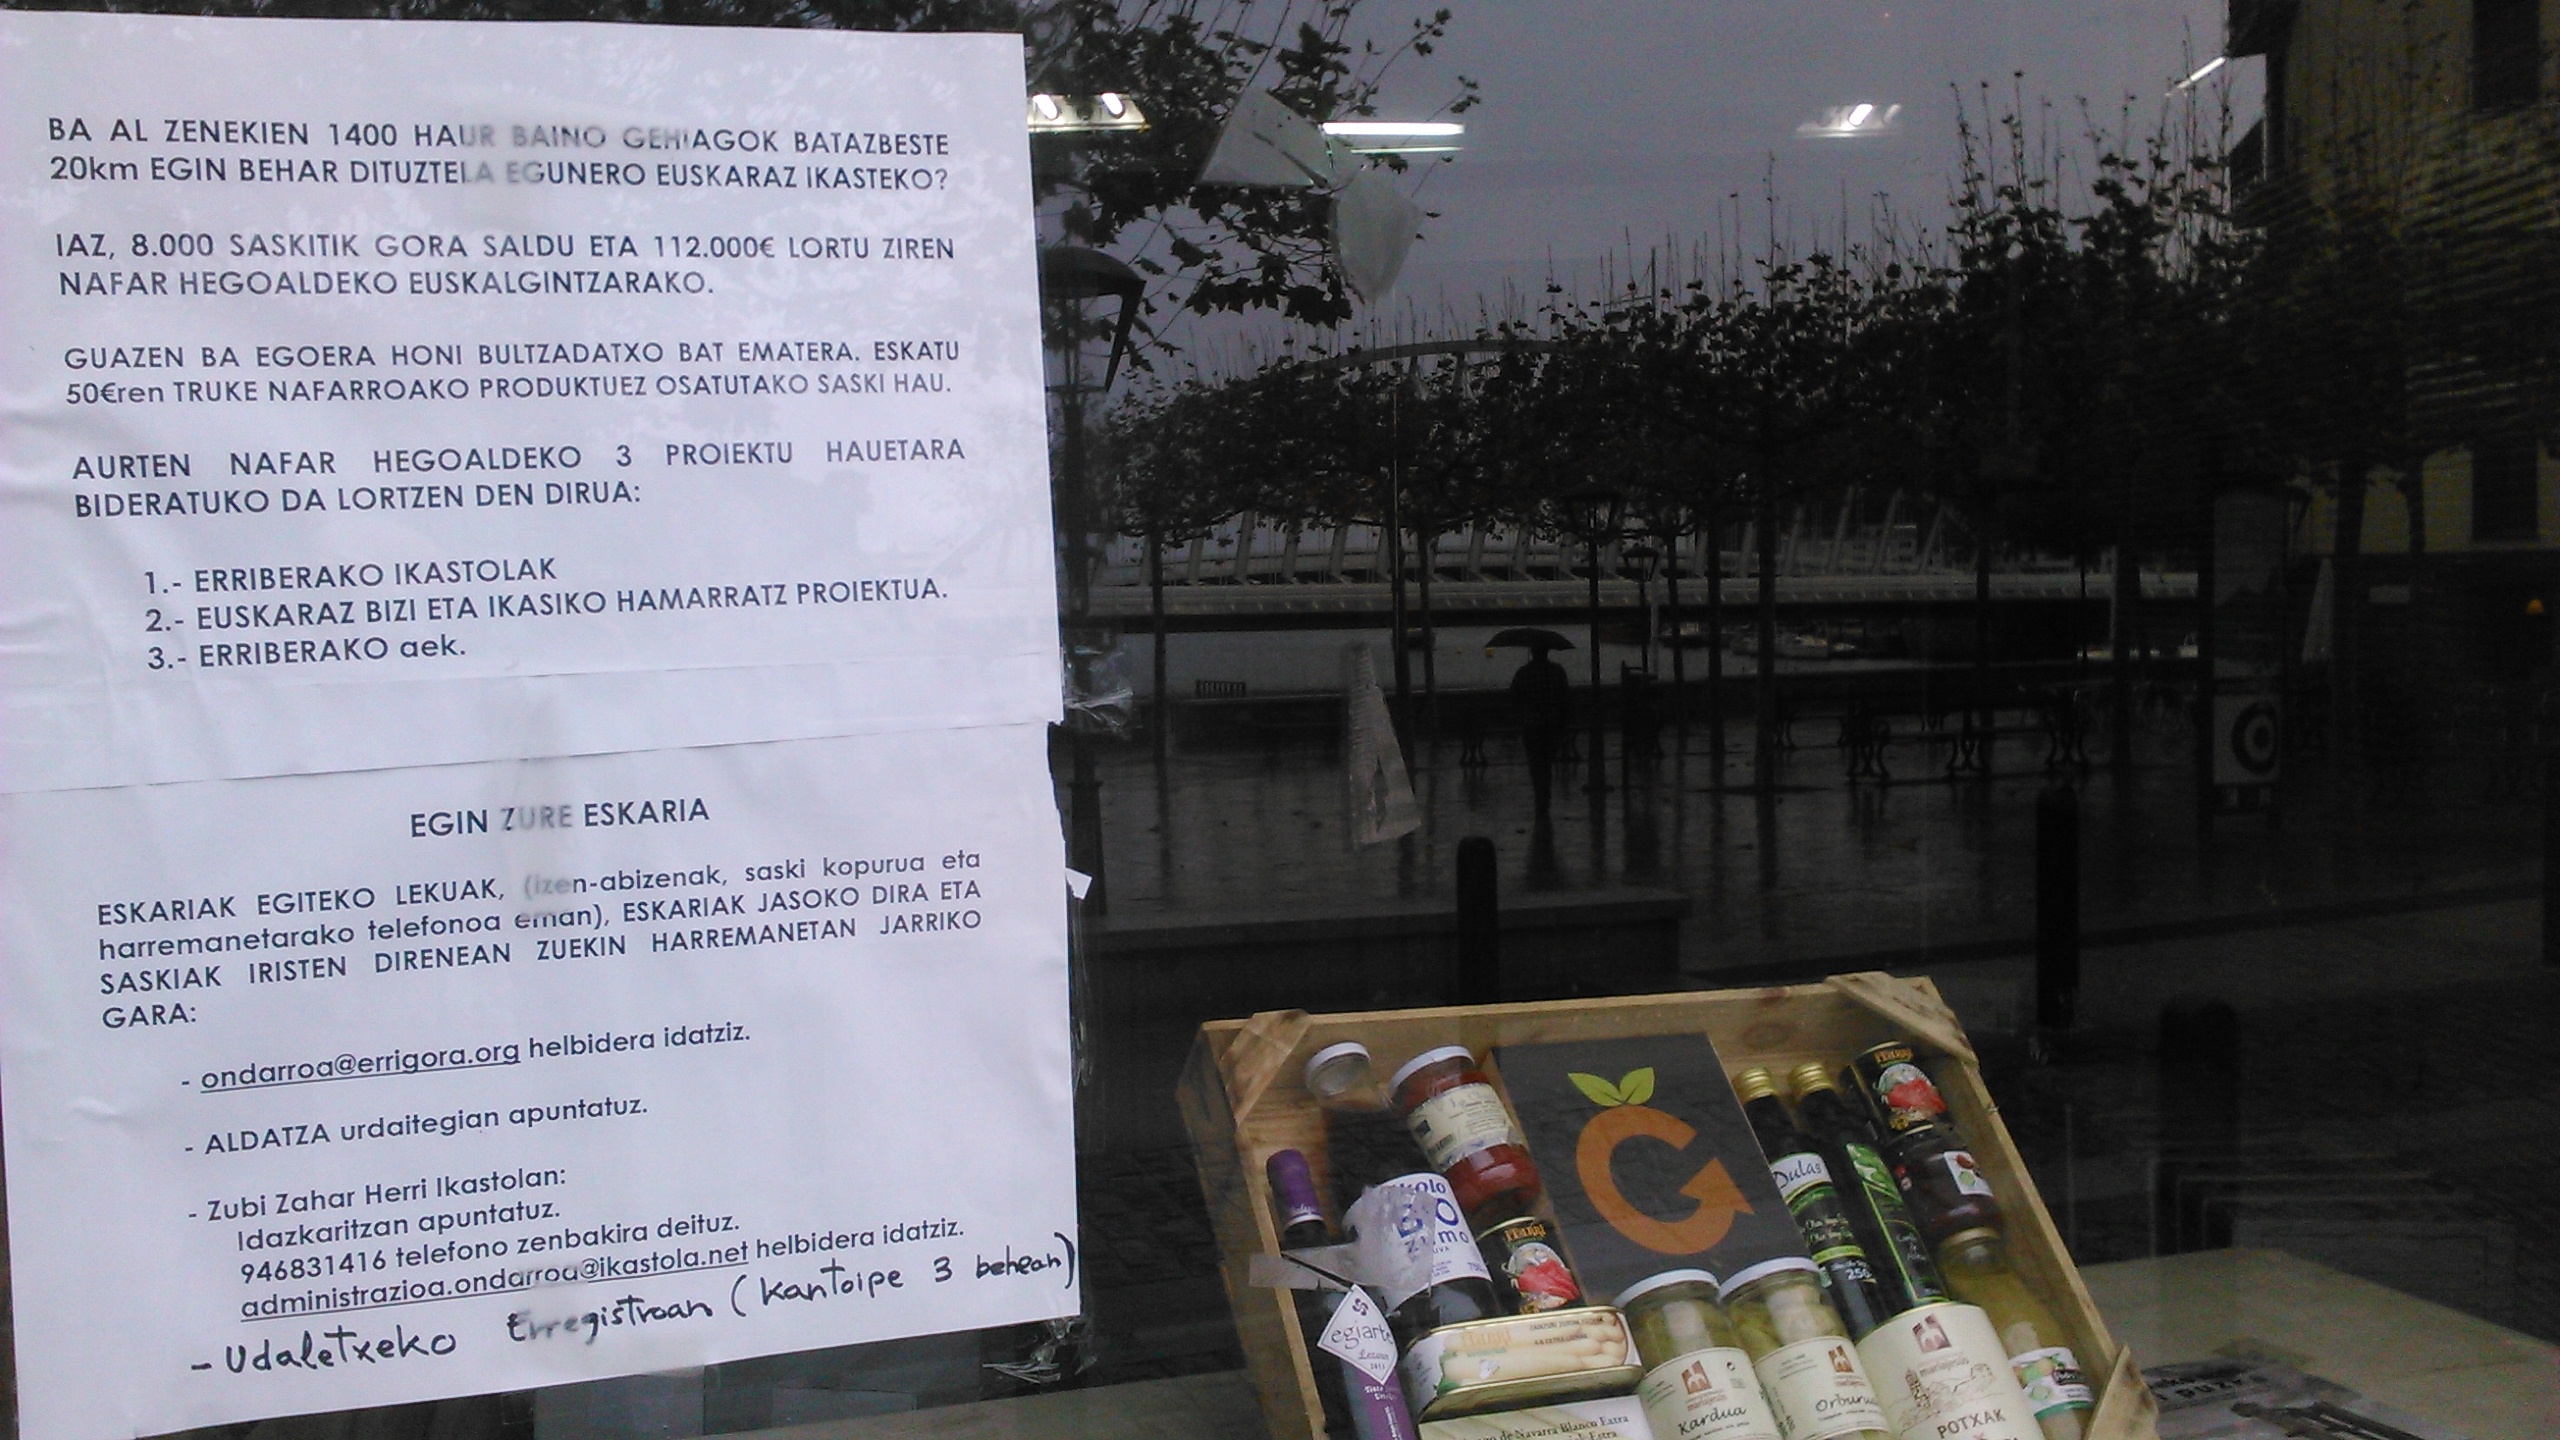 BA AL ZENEKIEN 1400 HAUR BAINO GEHIAGOK BATAZBESTE
20km EGIN BEHAR DITUZTELA EGUNERO EUSKARAZ IKASTEKO?
IAZ, 8.000 SASKITIK GORA SALDU ETA 112.000€ LORTU ZIREN
NAFAR HEGOALDEKO EUSKALGINTZARAKO.
GUAZEN BA EGOERA HONI BULTZADATXO BAT EMATERA. ESKATU
50€ren TRUKE NAFARROAKO PRODUKTUEZ OSATUTAKO SASKI HAU.
AURTEN NAFAR HEGOALDEKO 3 PROIEKTU HAUETARA
BIDERATUKO DA LORTZEN DEN DIRUA:
1.- ERRIBERAKO IKASTOLAK
2.- EUSKARAZ BIZI ETA IKASIKO HAMARRATZ PROIEKTUA.
3.- ERRIBERAKO aek.
EGIN ZURE ESKARIA
ESKARIAK EGITEKO LEKUAK, (izen-abizenak, saski kopurua eta
harremanetarako telefonoa eman), ESKARIAK JASOKO DIRA ETA
SASKIAK IRISTEN DIRENEAN ZUEKIN HARREMANETAN JARRIKO
GARA:
- ondarroa@errigora.org helbidera idatziz.
- ALDATZA urdaitegian apuntatuz.
- Zubi Zahar Herri Ikastolan:
Idazkaritzan apuntatuz.
946831416 telefono zenbakira deituz.
administrazioa.ondarroa@ikastola.net helbidera idatziz.
- Udaletxeko Erregistroan (Kantoipe 3 behean)
BIO
egiarte
2013
Kardua
POTXAK